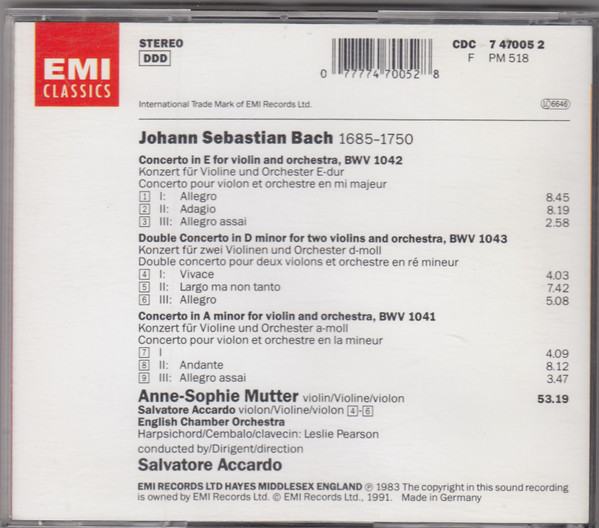 EMI
CLASSICS
STEREO
DDD
0 77774 70052 8
CDC 7 47005 2
F PM 518
International Trade Mark of EMI Records Ltd.
LC 6646
Johann Sebastian Bach 1685–1750
Concerto in E for violin and orchestra, BWV 1042
Konzert für Violine und Orchester E-dur
Concerto pour violon et orchestre en mi majeur
1 I: Allegro 8.45
2 II: Adagio 8.19
3 III: Allegro assai 2.58
Double Concerto in D minor for two violins and orchestra, BWV 1043
Konzert für zwei Violinen und Orchester d-moll
Double concerto pour deux violons et orchestre en ré mineur
4 I: Vivace 4.03
5 II: Largo ma non tanto 7.42
6 III: Allegro 5.08
Concerto in A minor for violin and orchestra, BWV 1041
Konzert für Violine und Orchester a-moll
Concerto pour violon et orchestre en la mineur
7 I 4.09
8 II: Andante 8.12
9 III: Allegro assai 3.47
Anne-Sophie Mutter violin/Violine/violon 53.19
Salvatore Accardo violon/Violine/violon 4-6
English Chamber Orchestra
Harpsichord/Cembalo/clavecin: Leslie Pearson
conducted by/Dirigent/direction
Salvatore Accardo
EMI RECORDS LTD HAYES MIDDLESEX ENGLAND ℗ 1983 The copyright in this sound recording
is owned by EMI Records Ltd. © EMI Records Ltd., 1991. Made in Germany